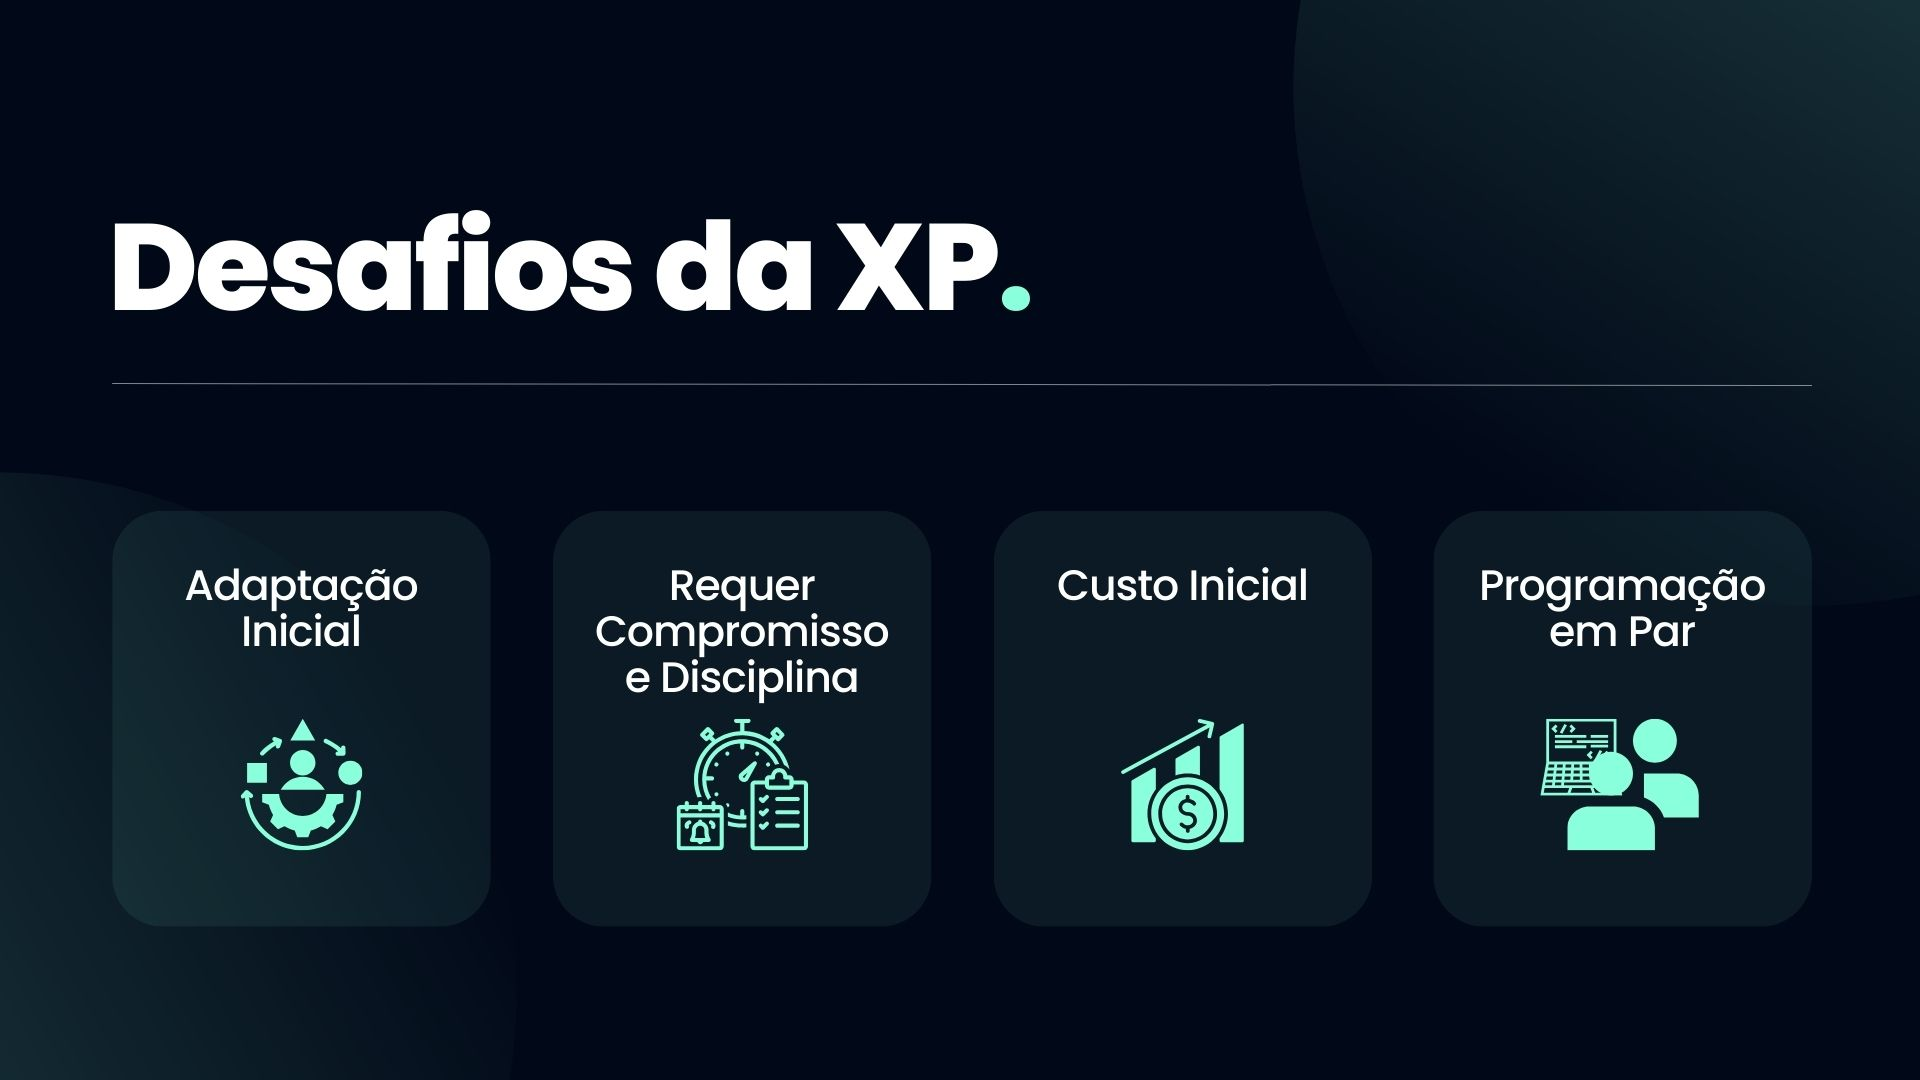 Desafios da XP.
Adaptação
Inicial
Requer
Compromisso
e Disciplina
Custo Inicial
Programação
em Par
$